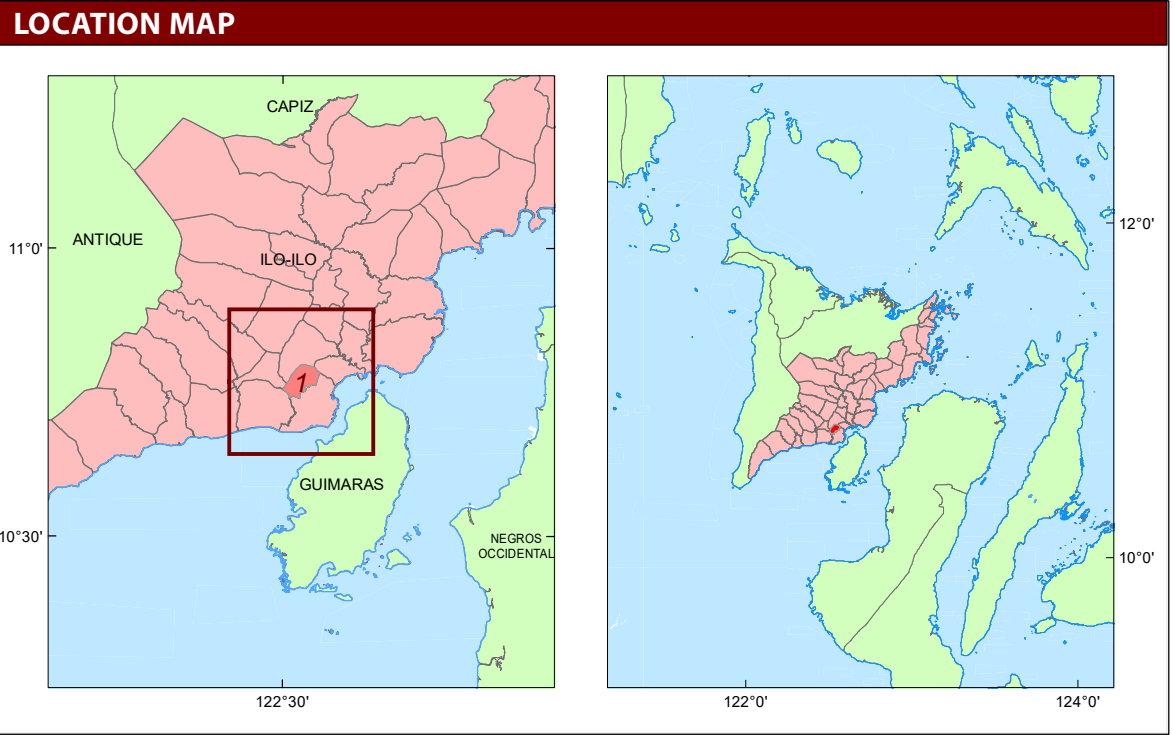 LOCATION MAP
CAPIZ
ANTIQUE
11°0'
ILO-ILO
1
GUIMARAS
10°30'
NEGROS
OCCIDENTAL
122°30'
12°0'
10°0'
122°0'
124°0'